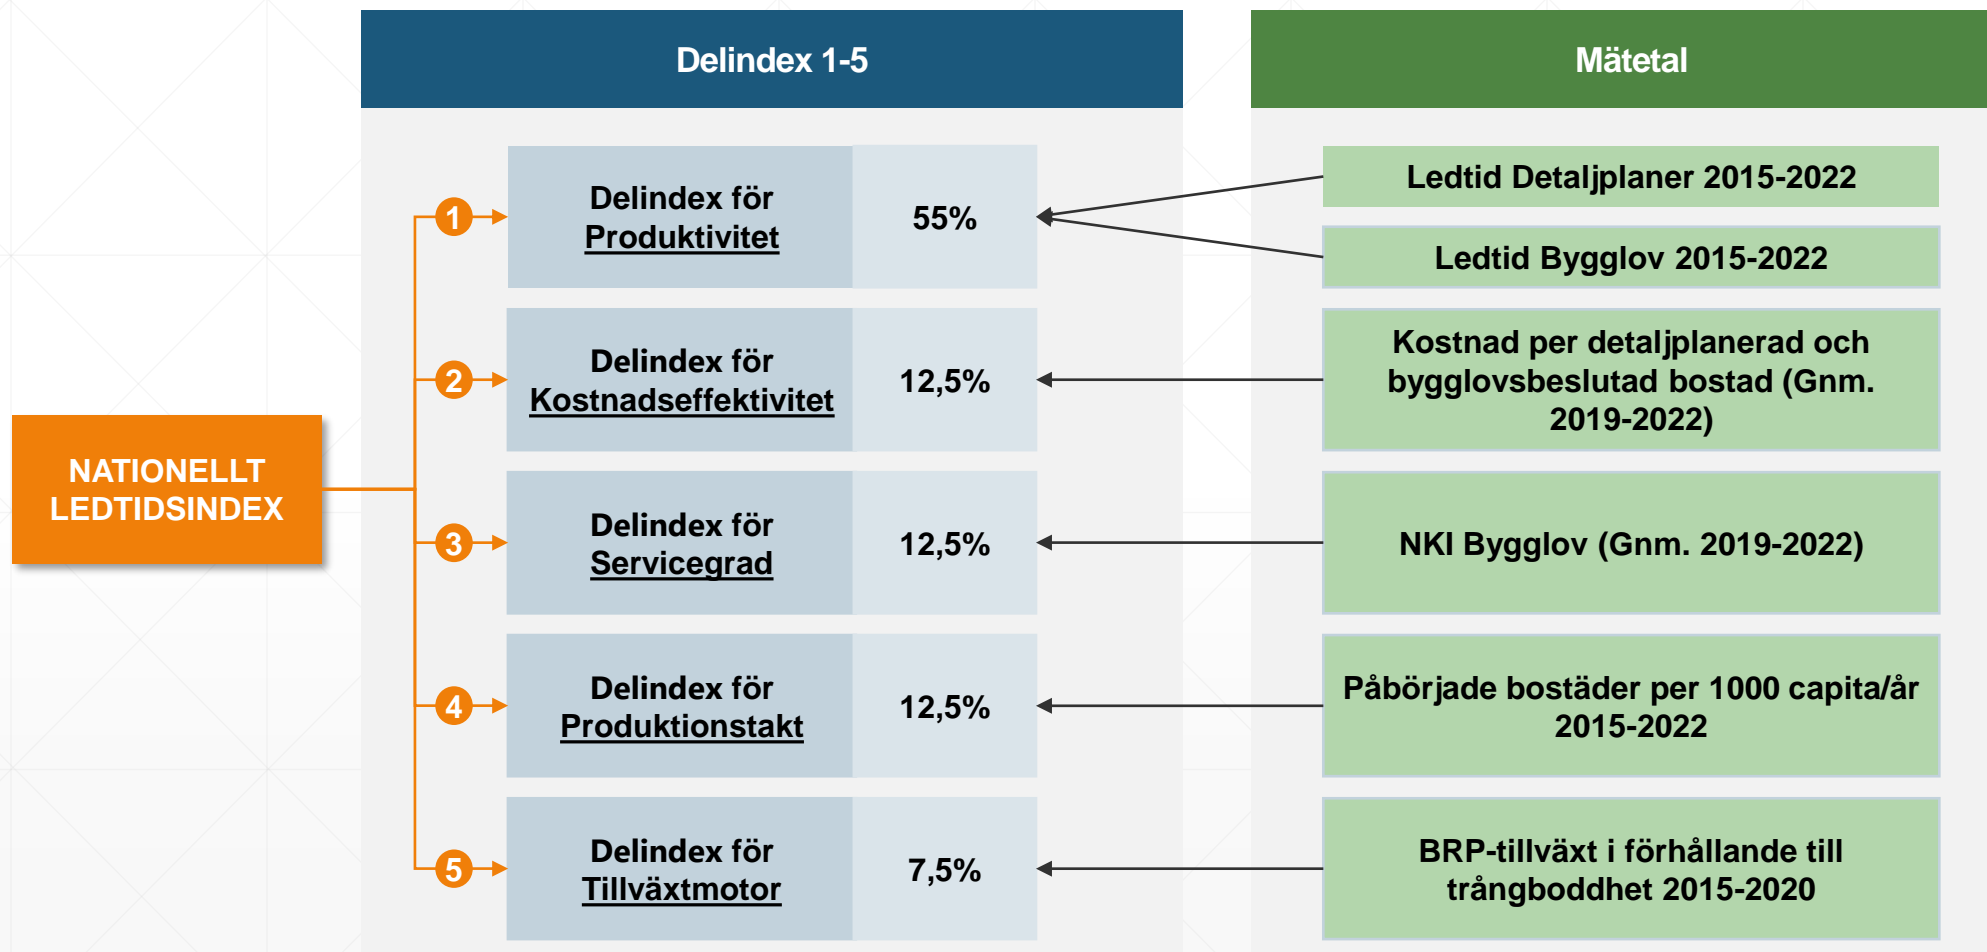 Delindex 1-5
Mätetal
NATIONELLT
LEDTIDSINDEX
1
Delindex för
Produktivitet
55%
Ledtid Detaljplaner 2015-2022
Ledtid Bygglov 2015-2022
2
Delindex för
Kostnadseffektivitet
12,5%
Kostnad per detaljplanerad och
bygglovsbeslutad bostad (Gnm.
2019-2022)
3
Delindex för
Servicegrad
12,5%
NKI Bygglov (Gnm. 2019-2022)
4
Delindex för
Produktionstakt
12,5%
Påbörjade bostäder per 1000 capita/år
2015-2022
5
Delindex för
Tillväxtmotor
7,5%
BRP-tillväxt i förhållande till
trångboddhet 2015-2020